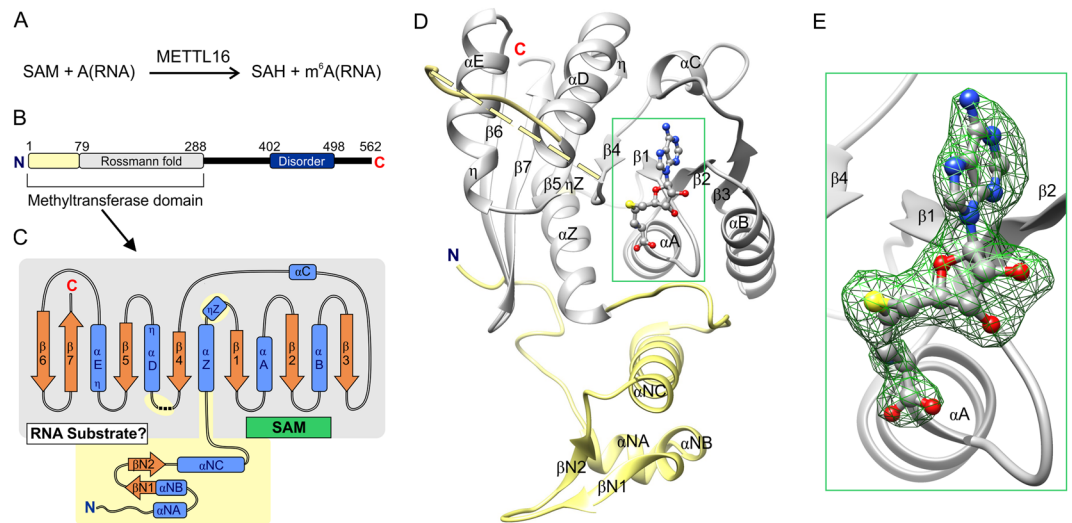 A
METTL16
SAM + A(RNA) SAH + m⁶A(RNA)
B
1 79 288 402 498 562
N Rossmann fold Disorder C
Methyltransferase domain
C
αC
C
ηZ
β6
β7
αE
η
β5
η
αD
β4
αZ
β1
αA
β2
αB
β3
RNA Substrate?
SAM
βN2
αNC
βN1
αNB
N
αNA
D
C
αE
αD
η
αC
β6
β4
β1
β7
β5
ηZ
β2
β3
η
αZ
αA
αB
N
αNC
αNA
αNB
βN2
βN1
E
β4
β1
β2
αA